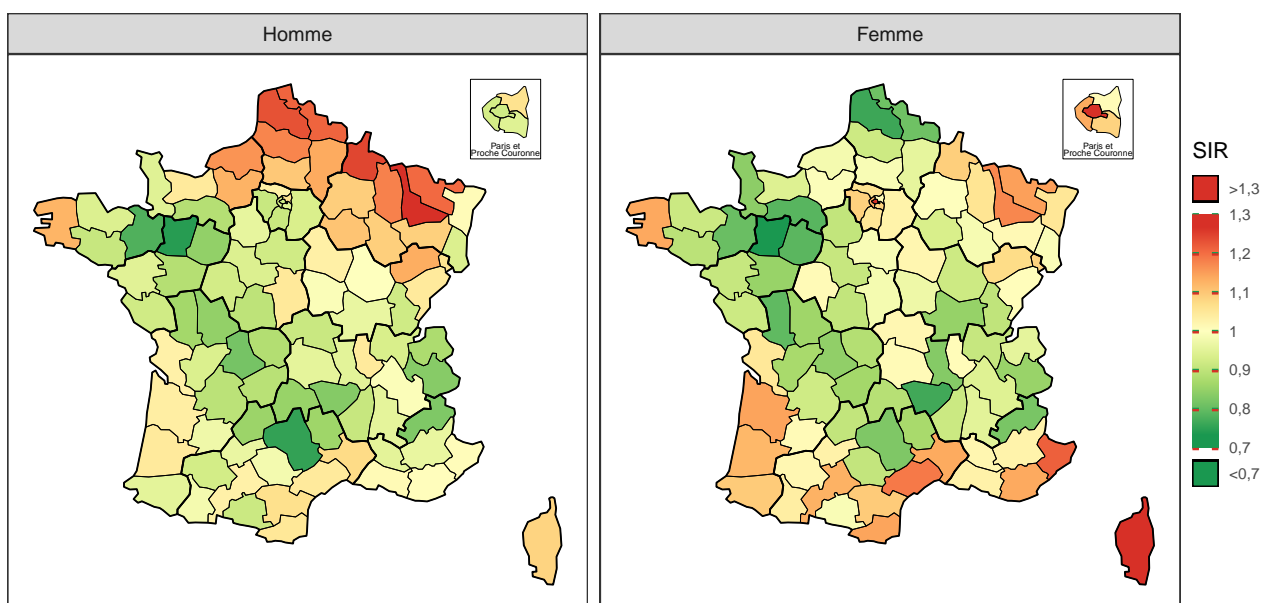 Homme
Femme
Paris et
Proche Couronne
Paris et
Proche Couronne
SIR
>1,3
1,3
1,2
1,1
1
0,9
0,8
0,7
<0,7